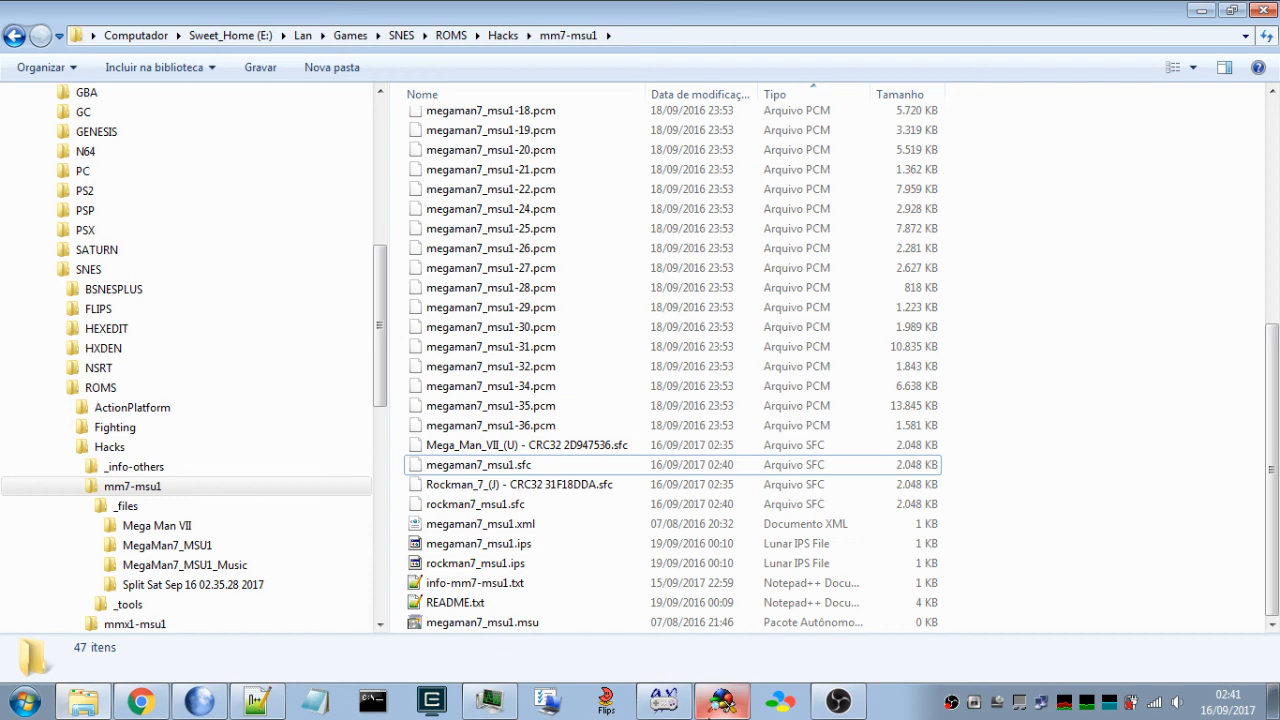 Computador Sweet_Home (E:) Lan Games SNES ROMS Hacks mm7-msu1
Organizar Incluir na biblioteca Gravar Nova pasta
GBA
GC
GENESIS
N64
PC
PS2
PSP
PSX
SATURN
SNES
BSNESPLUS
FLIPS
HEXEDIT
HXDEN
NSRT
ROMS
ActionPlatform
Fighting
Hacks
_info-others
mm7-msu1
_files
Mega Man VII
MegaMan7_MSU1
MegaMan7_MSU1_Music
Split Sat Sep 16 02.35.28 2017
_tools
mmx1-msu1
Nome Data de modificaç... Tipo Tamanho
megaman7_msu1-18.pcm 18/09/2016 23:53 Arquivo PCM 5.720 KB
megaman7_msu1-19.pcm 18/09/2016 23:53 Arquivo PCM 3.319 KB
megaman7_msu1-20.pcm 18/09/2016 23:53 Arquivo PCM 5.519 KB
megaman7_msu1-21.pcm 18/09/2016 23:53 Arquivo PCM 1.362 KB
megaman7_msu1-22.pcm 18/09/2016 23:53 Arquivo PCM 7.959 KB
megaman7_msu1-24.pcm 18/09/2016 23:53 Arquivo PCM 2.928 KB
megaman7_msu1-25.pcm 18/09/2016 23:53 Arquivo PCM 7.872 KB
megaman7_msu1-26.pcm 18/09/2016 23:53 Arquivo PCM 2.281 KB
megaman7_msu1-27.pcm 18/09/2016 23:53 Arquivo PCM 2.627 KB
megaman7_msu1-28.pcm 18/09/2016 23:53 Arquivo PCM 818 KB
megaman7_msu1-29.pcm 18/09/2016 23:53 Arquivo PCM 1.223 KB
megaman7_msu1-30.pcm 18/09/2016 23:53 Arquivo PCM 1.989 KB
megaman7_msu1-31.pcm 18/09/2016 23:53 Arquivo PCM 10.835 KB
megaman7_msu1-32.pcm 18/09/2016 23:53 Arquivo PCM 1.843 KB
megaman7_msu1-34.pcm 18/09/2016 23:53 Arquivo PCM 6.638 KB
megaman7_msu1-35.pcm 18/09/2016 23:53 Arquivo PCM 13.845 KB
megaman7_msu1-36.pcm 18/09/2016 23:53 Arquivo PCM 1.581 KB
Mega_Man_VII_(U) - CRC32 2D947536.sfc 16/09/2017 02:35 Arquivo SFC 2.048 KB
megaman7_msu1.sfc 16/09/2017 02:40 Arquivo SFC 2.048 KB
Rockman_7_(J) - CRC32 31F18DDA.sfc 16/09/2017 02:35 Arquivo SFC 2.048 KB
rockman7_msu1.sfc 16/09/2017 02:40 Arquivo SFC 2.048 KB
megaman7_msu1.xml 07/08/2016 20:32 Documento XML 1 KB
megaman7_msu1.ips 19/09/2016 00:10 Lunar IPS File 1 KB
rockman7_msu1.ips 19/09/2016 00:10 Lunar IPS File 1 KB
info-mm7-msu1.txt 15/09/2017 22:59 Notepad++ Docu... 1 KB
README.txt 19/09/2016 00:09 Notepad++ Docu... 4 KB
megaman7_msu1.msu 07/08/2016 21:46 Pacote Autônomo... 0 KB
47 itens
Flips
02:41
16/09/2017